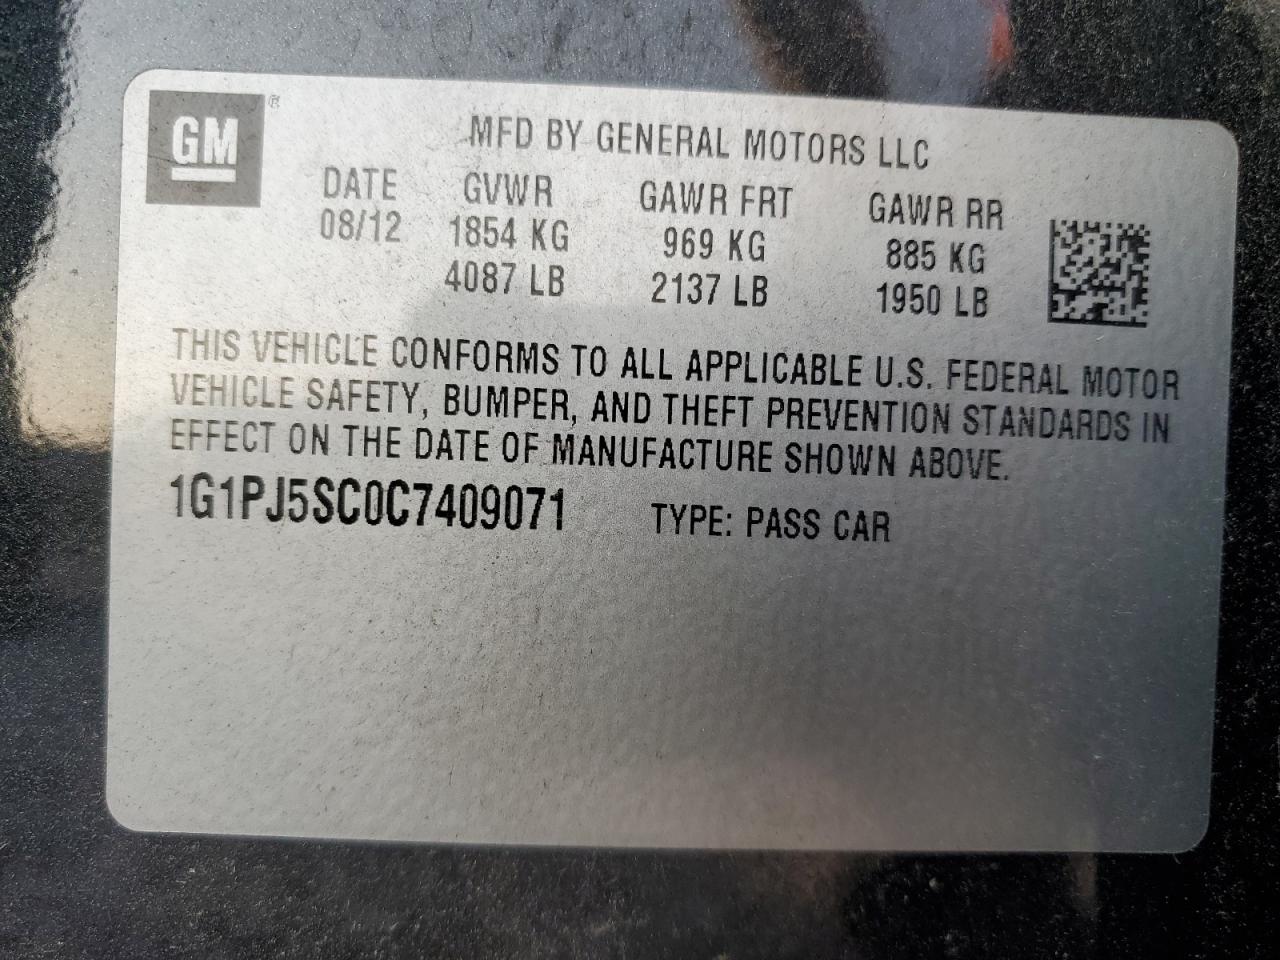 GM ®
MFD BY GENERAL MOTORS LLC
DATE GVWR GAWR FRT GAWR RR
08/12 1854 KG 969 KG 885 KG
4087 LB 2137 LB 1950 LB
THIS VEHICLE CONFORMS TO ALL APPLICABLE U.S. FEDERAL MOTOR
VEHICLE SAFETY, BUMPER, AND THEFT PREVENTION STANDARDS IN
EFFECT ON THE DATE OF MANUFACTURE SHOWN ABOVE.
1G1PJ5SC0C7409071 TYPE: PASS CAR